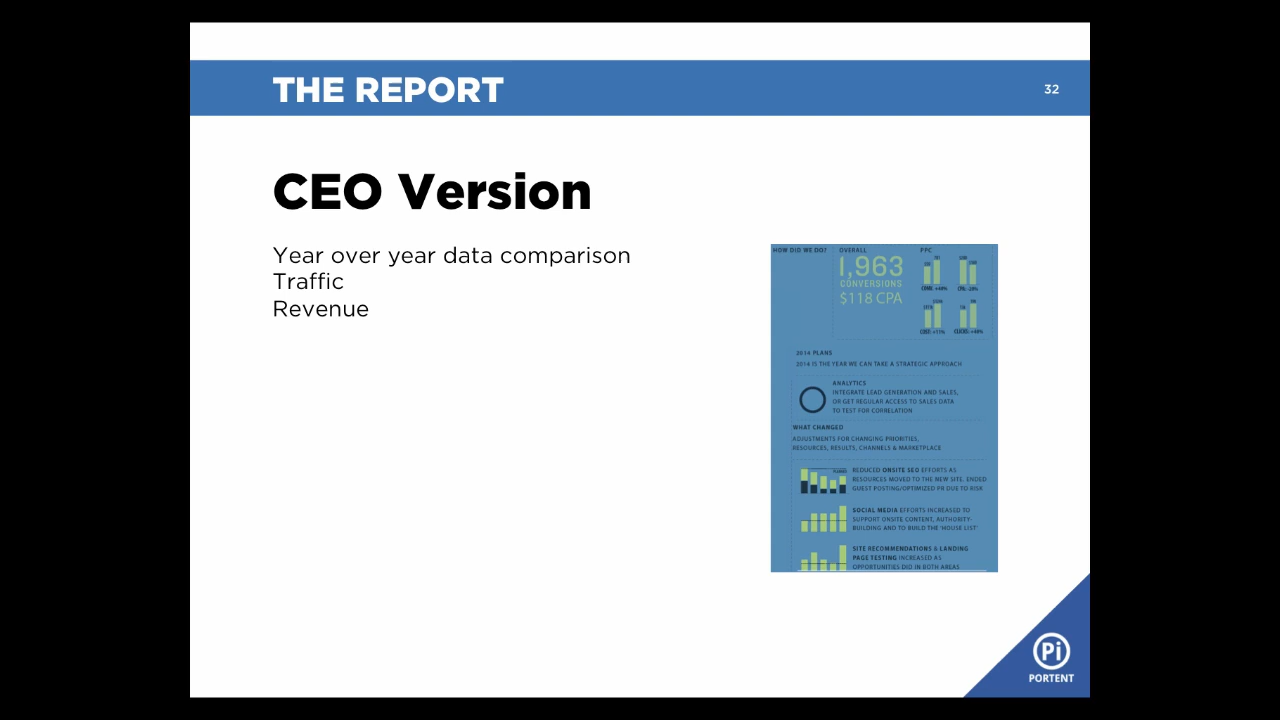 THE REPORT
32
CEO Version
Year over year data comparison
Traffic
Revenue
HOW DID WE DO?
OVERALL
1,963
CONVERSIONS
$118 CPA
PPC
2014 PLANS
2014 IS THE YEAR WE CAN TAKE A STRATEGIC APPROACH
ANALYTICS
INTEGRATE LEAD GENERATION AND SALES,
OR GET REGULAR ACCESS TO SALES DATA
TO TEST FOR CORRELATION
WHAT CHANGED
ADJUSTMENTS FOR CHANGING PRIORITIES,
RESOURCES, RESULTS, CHANNELS & MARKETPLACE
REDUCED ONSITE SEO EFFORTS AS
RESOURCES MOVED TO THE NEW SITE. ENDED
GUEST POSTING/OPTIMIZED PR DUE TO RISK
SOCIAL MEDIA EFFORTS INCREASED TO
SUPPORT ONSITE CONTENT, AUTHORITY-
BUILDING AND TO BUILD THE 'HOUSE LIST'
SITE RECOMMENDATIONS & LANDING
PAGE TESTING INCREASED AS
OPPORTUNITIES DID IN BOTH AREAS
Pi
PORTENT